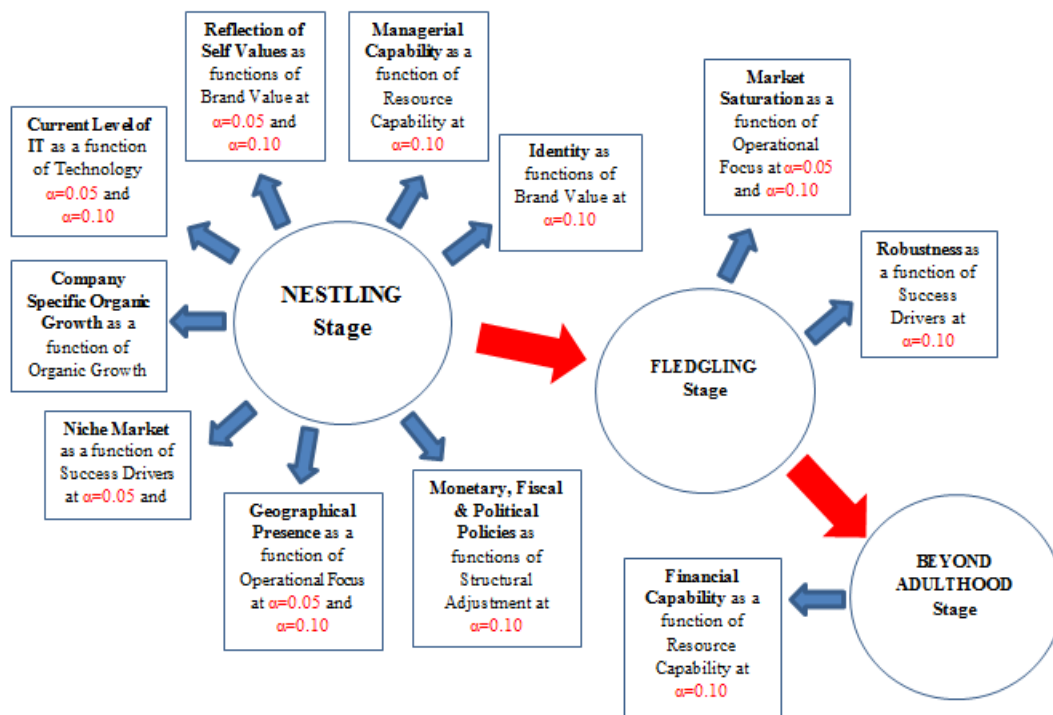 Reflection of
Self Values as
functions of
Brand Value at
α=0.05 and
α=0.10
Managerial
Capability as a
function of
Resource
Capability at
α=0.10
Market
Saturation as a
function of
Operational
Focus at α=0.05
and α=0.10
Current Level of
IT as a function
of Technology
α=0.05 and
α=0.10
Identity as
functions of
Brand Value at
α=0.10
Robustness as
a function of
Success
Drivers at
α=0.10
Company
Specific Organic
Growth as a
function of
Organic Growth
NESTLING
Stage
FLEDGLING
Stage
Niche Market
as a function of
Success Drivers
at α=0.05 and
Geographical
Presence as a
function of
Operational Focus
at α=0.05 and
α=0.10
Monetary, Fiscal
& Political
Policies as
functions of
Structural
Adjustment at
α=0.10
Financial
Capability as a
function of
Resource
Capability at
α=0.10
BEYOND
ADULTHOOD
Stage